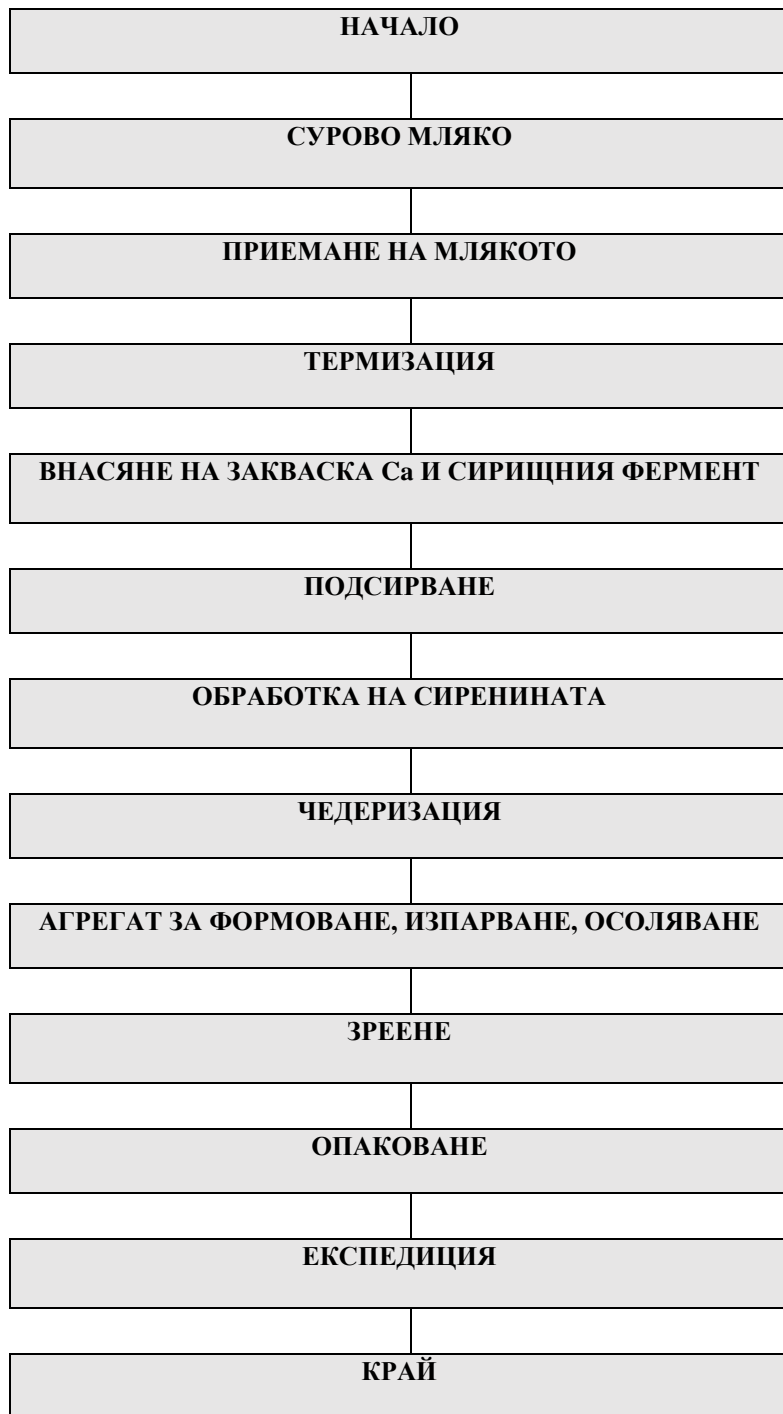 НАЧАЛО
СУРОВО МЛЯКО
ПРИЕМАНЕ НА МЛЯКОТО
ТЕРМИЗАЦИЯ
ВНАСЯНЕ НА ЗАКВАСКА Са И СИРИЩНИЯ ФЕРМЕНТ
ПОДСИРВАНЕ
ОБРАБОТКА НА СИРЕНИНАТА
ЧЕДЕРИЗАЦИЯ
АГРЕГАТ ЗА ФОРМОВАНЕ, ИЗПАРВАНЕ, ОСОЛЯВАНЕ
ЗРЕЕНЕ
ОПАКОВАНЕ
ЕКСПЕДИЦИЯ
КРАЙ